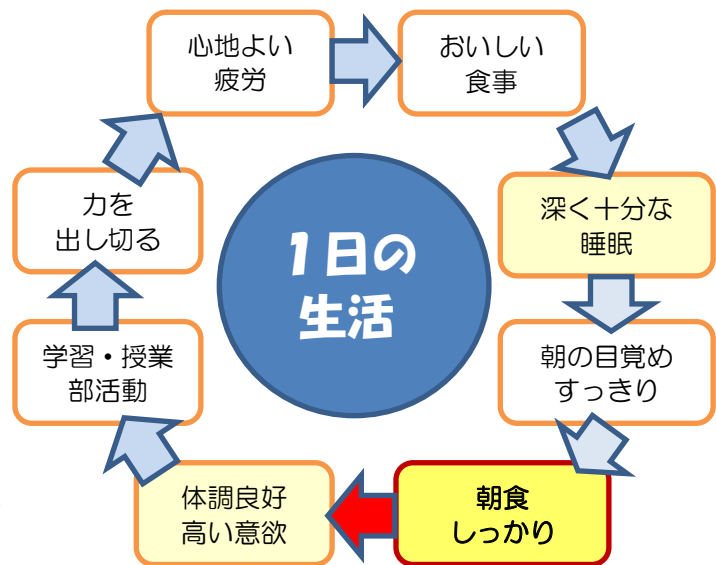 心地よい
疲労
おいしい
食事
深く十分な
睡眠
朝の目覚め
すっきり
朝食
しっかり
体調良好
高い意欲
学習・授業
部活動
力を
出し切る
1日の
生活